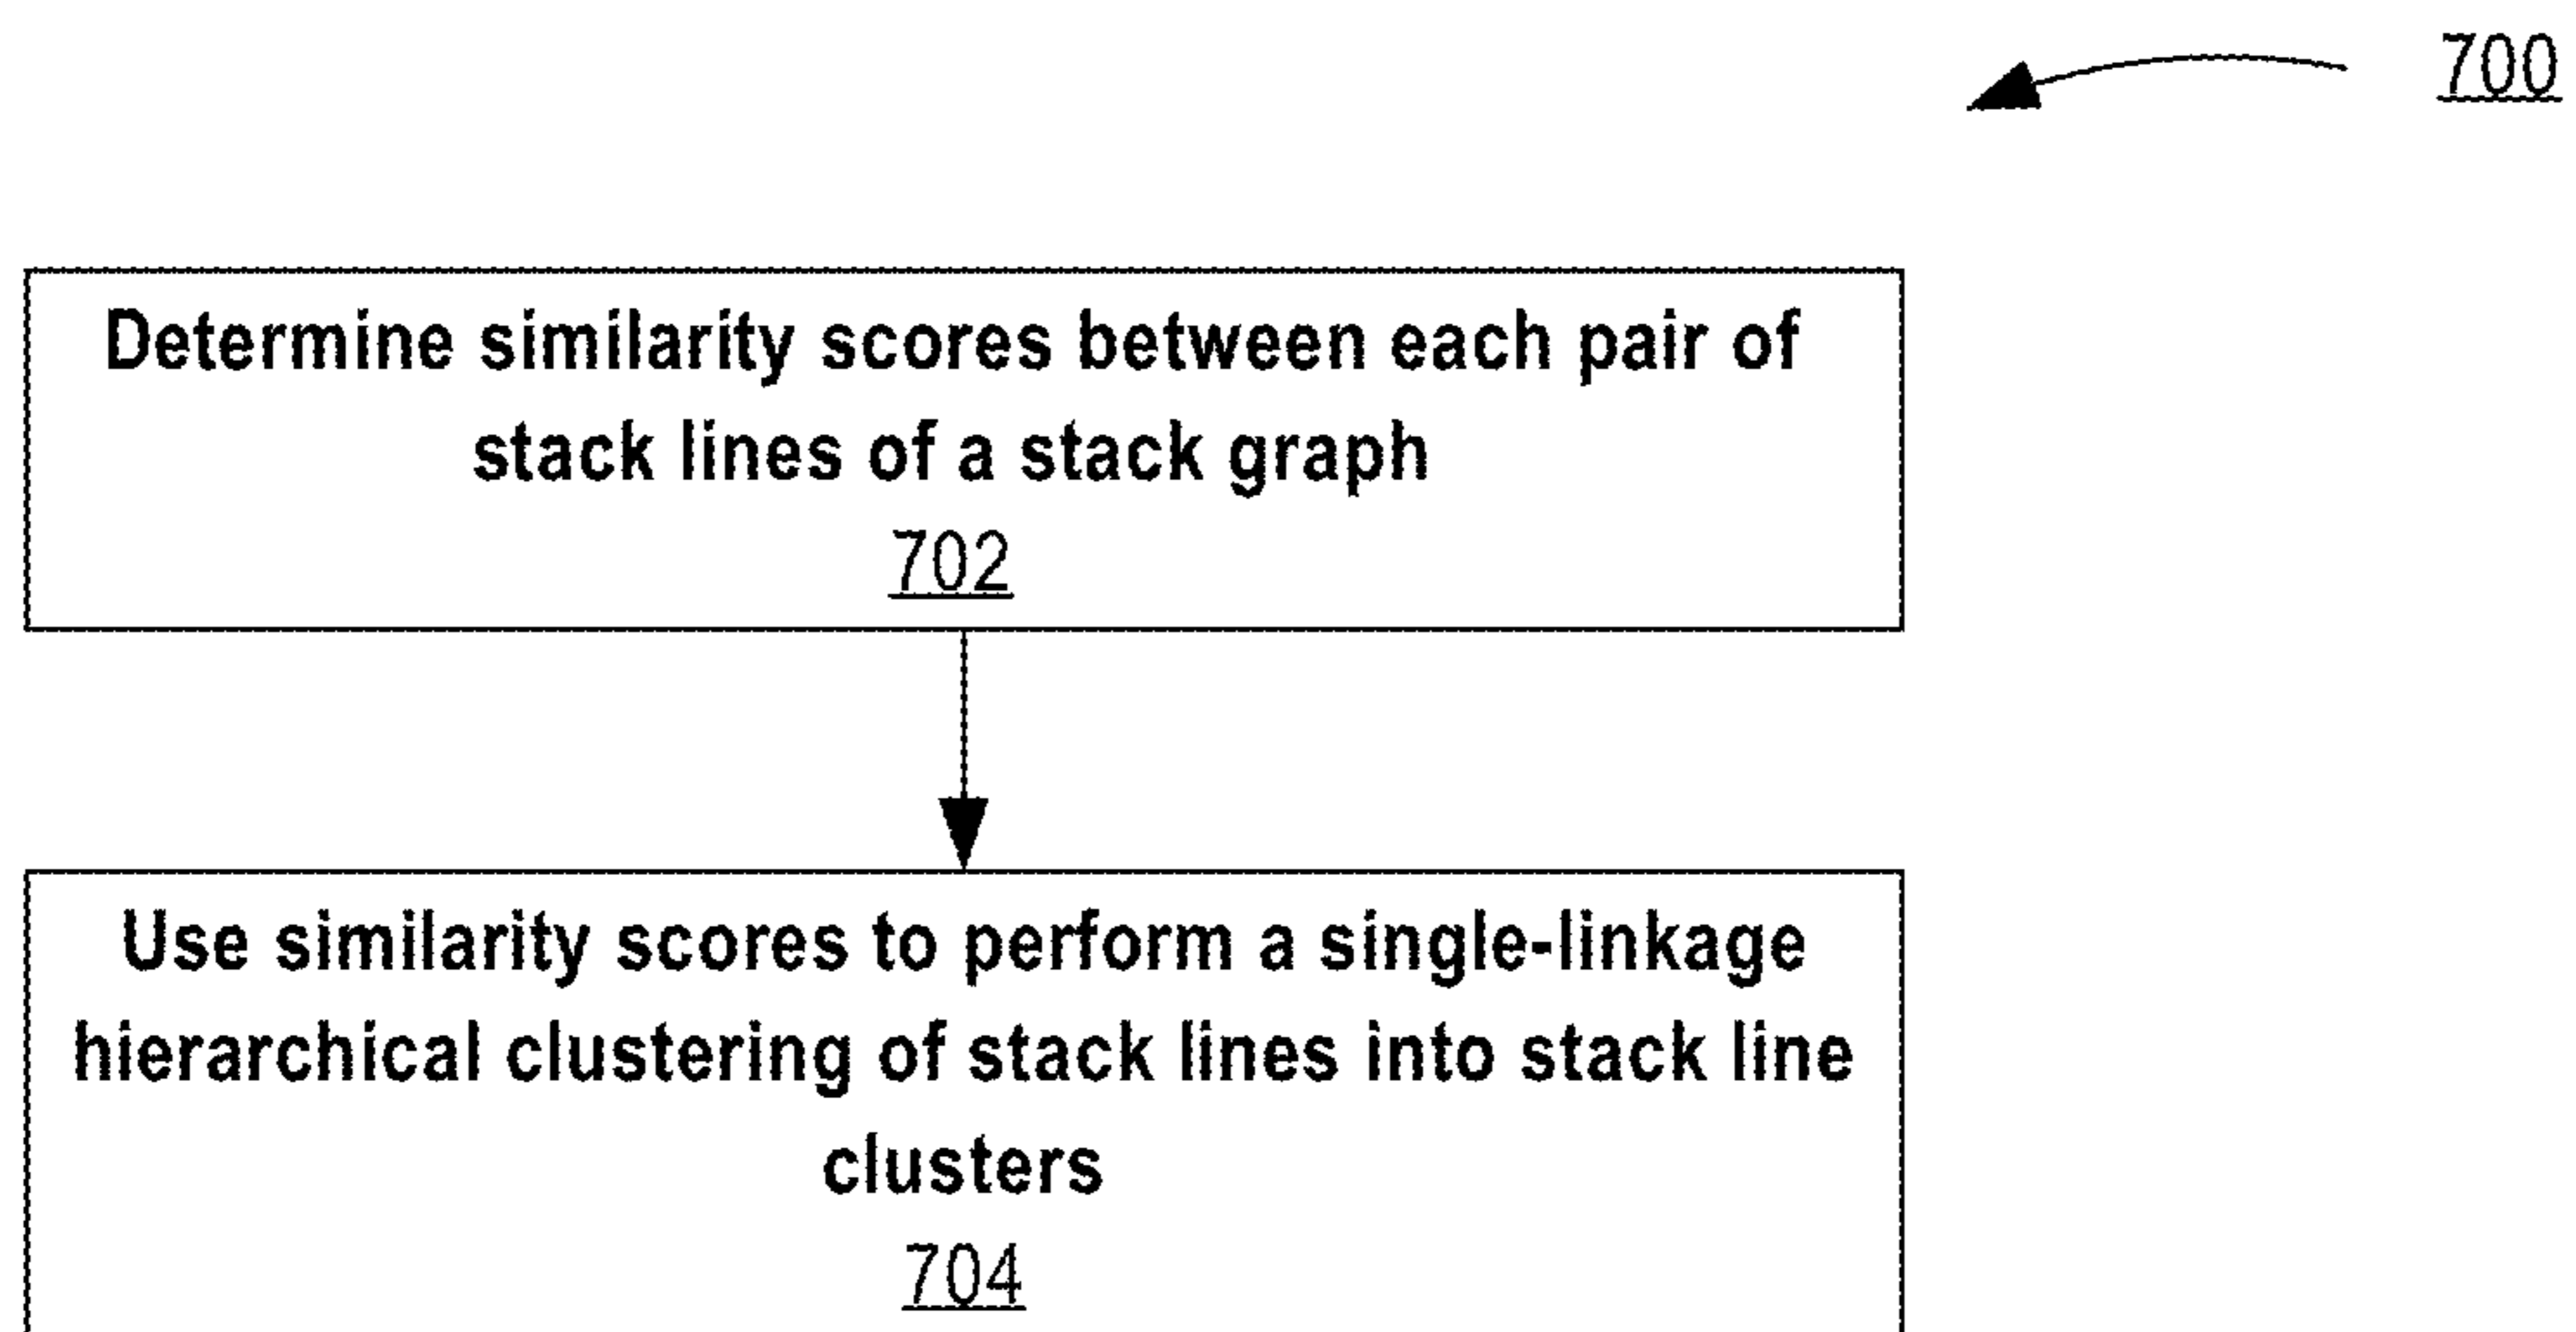 700
Determine similarity scores between each pair of
stack lines of a stack graph
702
Use similarity scores to perform a single-linkage
hierarchical clustering of stack lines into stack line
clusters
704